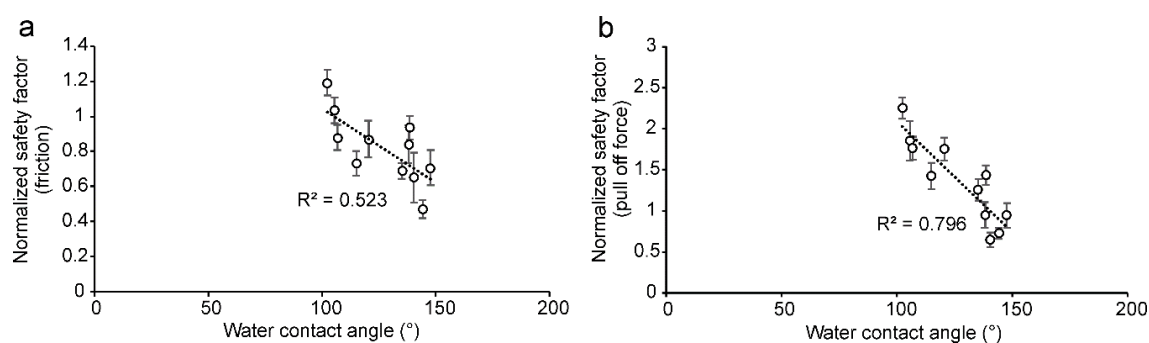 a
Normalized safety factor
(friction)
1.4
1.2
1
0.8
0.6
0.4
0.2
0
R² = 0.523
0 50 100 150 200
Water contact angle (°)
b
Normalized safety factor
(pull off force)
3
2.5
2
1.5
1
0.5
0
R² = 0.796
0 50 100 150 200
Water contact angle (°)